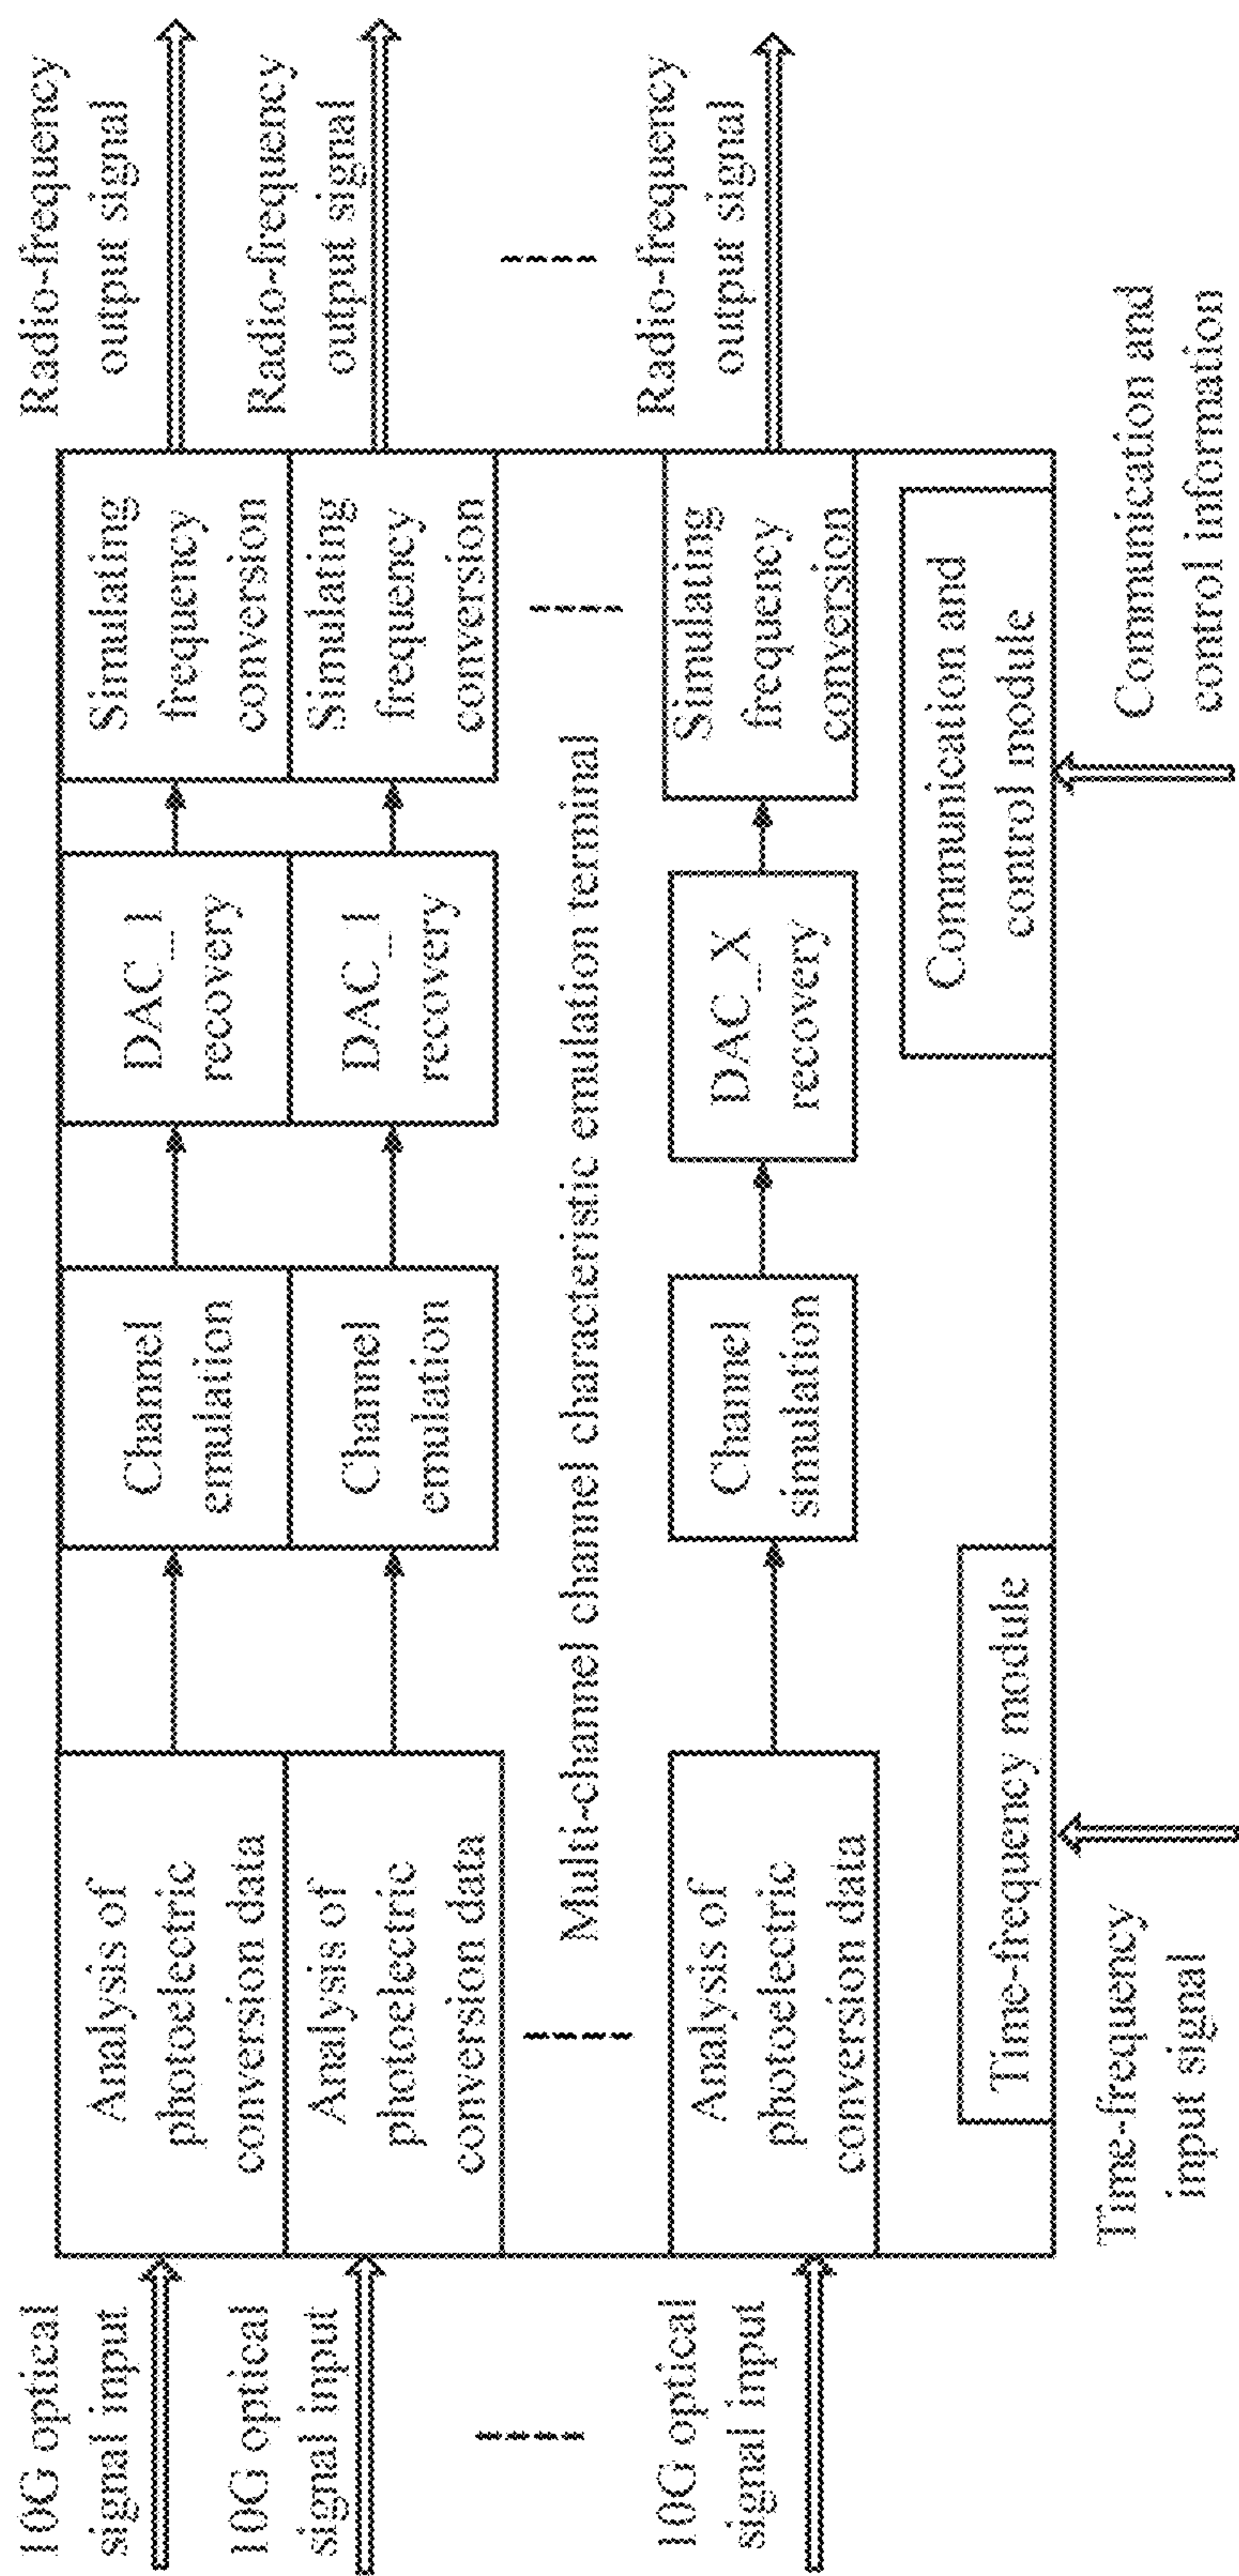 10G optical
signal input
Analysis of
photoelectric
conversion data
Channel
emulation
DAC_1
recovery
Simulating
frequency
conversion
Radio-frequency
output signal
10G optical
signal input
Analysis of
photoelectric
conversion data
Channel
emulation
DAC_1
recovery
Simulating
frequency
conversion
Radio-frequency
output signal
Multi-channel channel characteristic emulation terminal
10G optical
signal input
Analysis of
photoelectric
conversion data
Channel
simulation
DAC_X
recovery
Simulating
frequency
conversion
Radio-frequency
output signal
Time-frequency module
Communication and
control module
Time-frequency
input signal
Communication and
control information